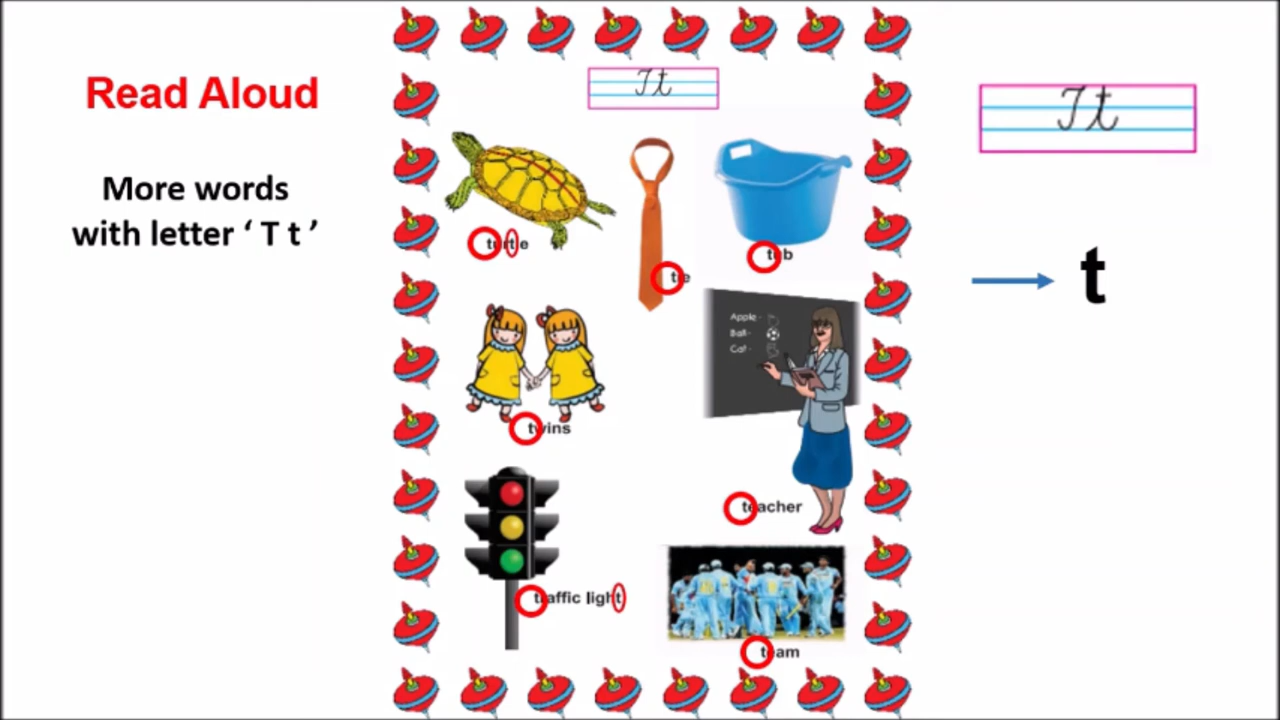 Read Aloud
More words
with letter ‘ T t ’
Tt
turtle
tie
tub
twins
Apple -
Ball -
Cat -
teacher
traffic light
team
Tt
t